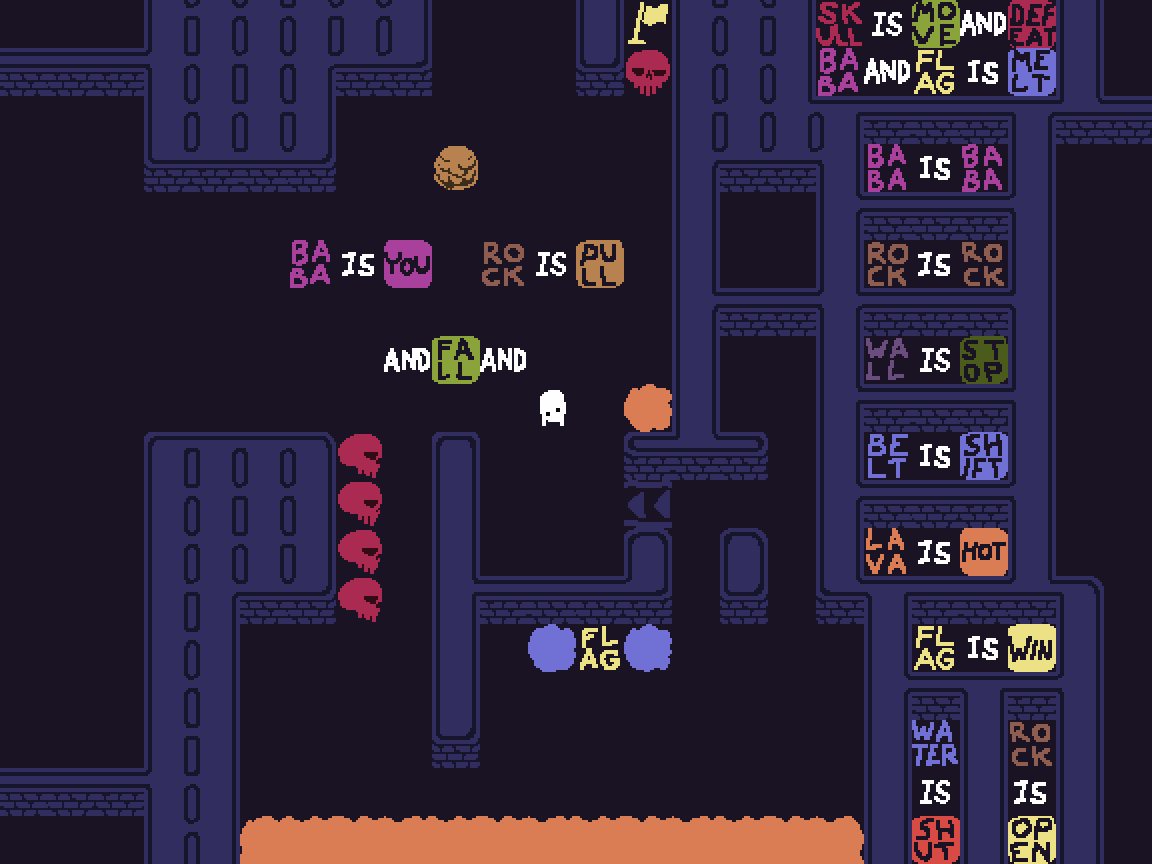 SKULL IS MOVE AND DEFEAT
BABA AND FLAG IS MELT
BABA IS BABA
BABA IS YOU
ROCK IS PULL
ROCK IS ROCK
AND FALL AND
WALL IS STOP
BELT IS SHIFT
LAVA IS HOT
FLAG
FLAG IS WIN
WATER IS SHUT
ROCK IS OPEN